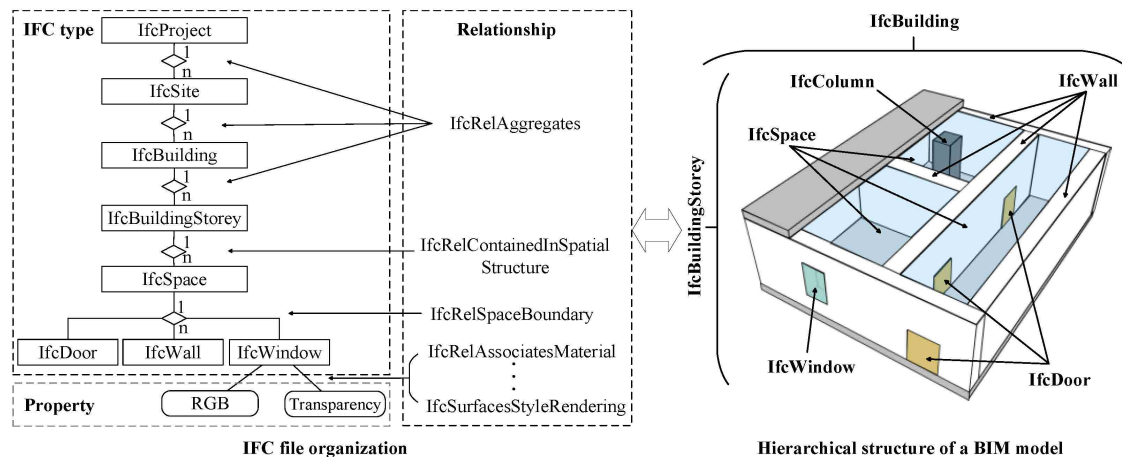 IFC type
IfcProject
1
n
IfcSite
1
n
IfcBuilding
1
n
IfcBuildingStorey
1
n
IfcSpace
1
n
IfcDoor
IfcWall
IfcWindow
Property
RGB
Transparency
Relationship
IfcRelAggregates
IfcRelContainedInSpatial
Structure
IfcRelSpaceBoundary
IfcRelAssociatesMaterial
IfcSurfacesStyleRendering
IFC file organization
IfcBuilding
IfcBuildingStorey
IfcColumn
IfcWall
IfcSpace
IfcWindow
IfcDoor
Hierarchical structure of a BIM model